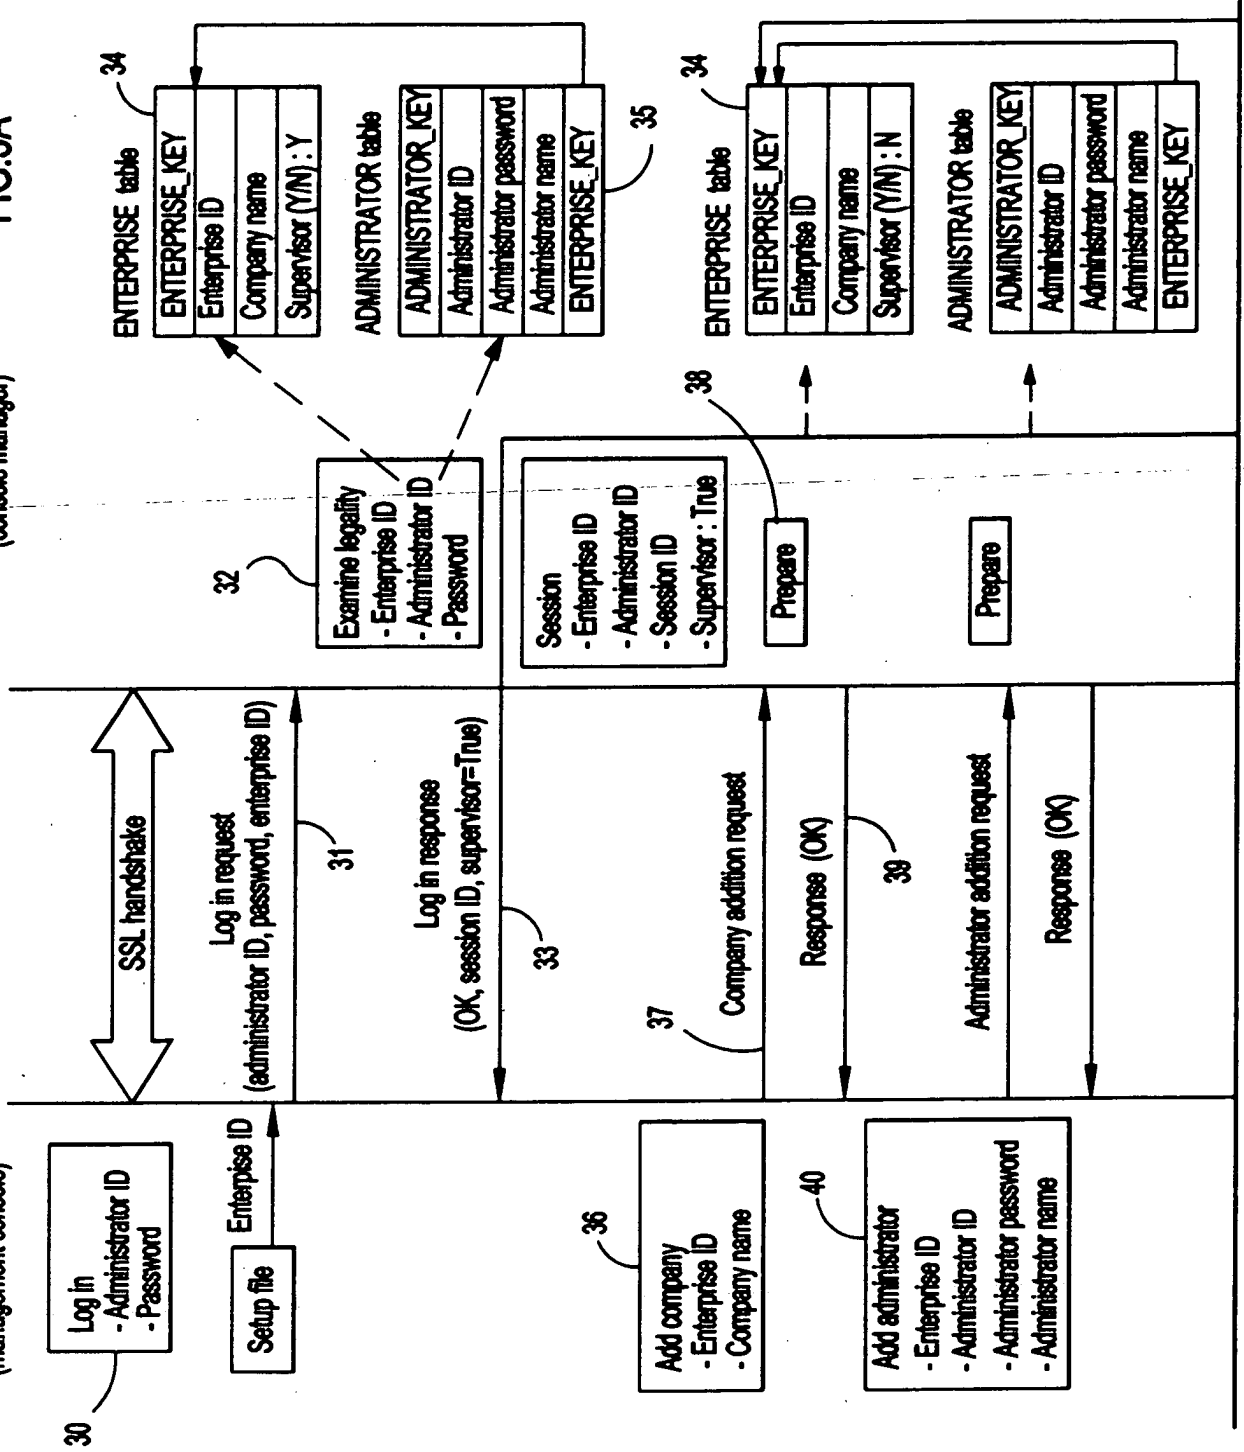 34
ENTERPRISE table
ENTERPRISE_KEY
Enterprise ID
Company name
Supervisor (Y/N) : Y
ADMINISTRATOR table
ADMINISTRATOR_KEY
Administrator ID
Administrator password
Administrator name
ENTERPRISE_KEY
35
34
ENTERPRISE table
ENTERPRISE_KEY
Enterprise ID
Company name
Supervisor (Y/N) : N
ADMINISTRATOR table
ADMINISTRATOR_KEY
Administrator ID
Administrator password
Administrator name
ENTERPRISE_KEY
(console manager)
32
Examine legality
- Enterprise ID
- Administrator ID
- Password
Session
- Enterprise ID
- Administrator ID
- Session ID
- Supervisor : True
38
Prepare
Prepare
SSL handshake
Log in request
(administrator ID, password, enterprise ID)
31
Log in response
(OK, session ID, supervisor=True)
33
37
Company addition request
Response (OK)
39
Administrator addition request
Response (OK)
30
Log in
- Administrator ID
- Password
Setup file
Enterpise ID
36
Add company
- Enterprise ID
- Company name
40
Add administrator
- Enterprise ID
- Administrator ID
- Administrator password
- Administrator name